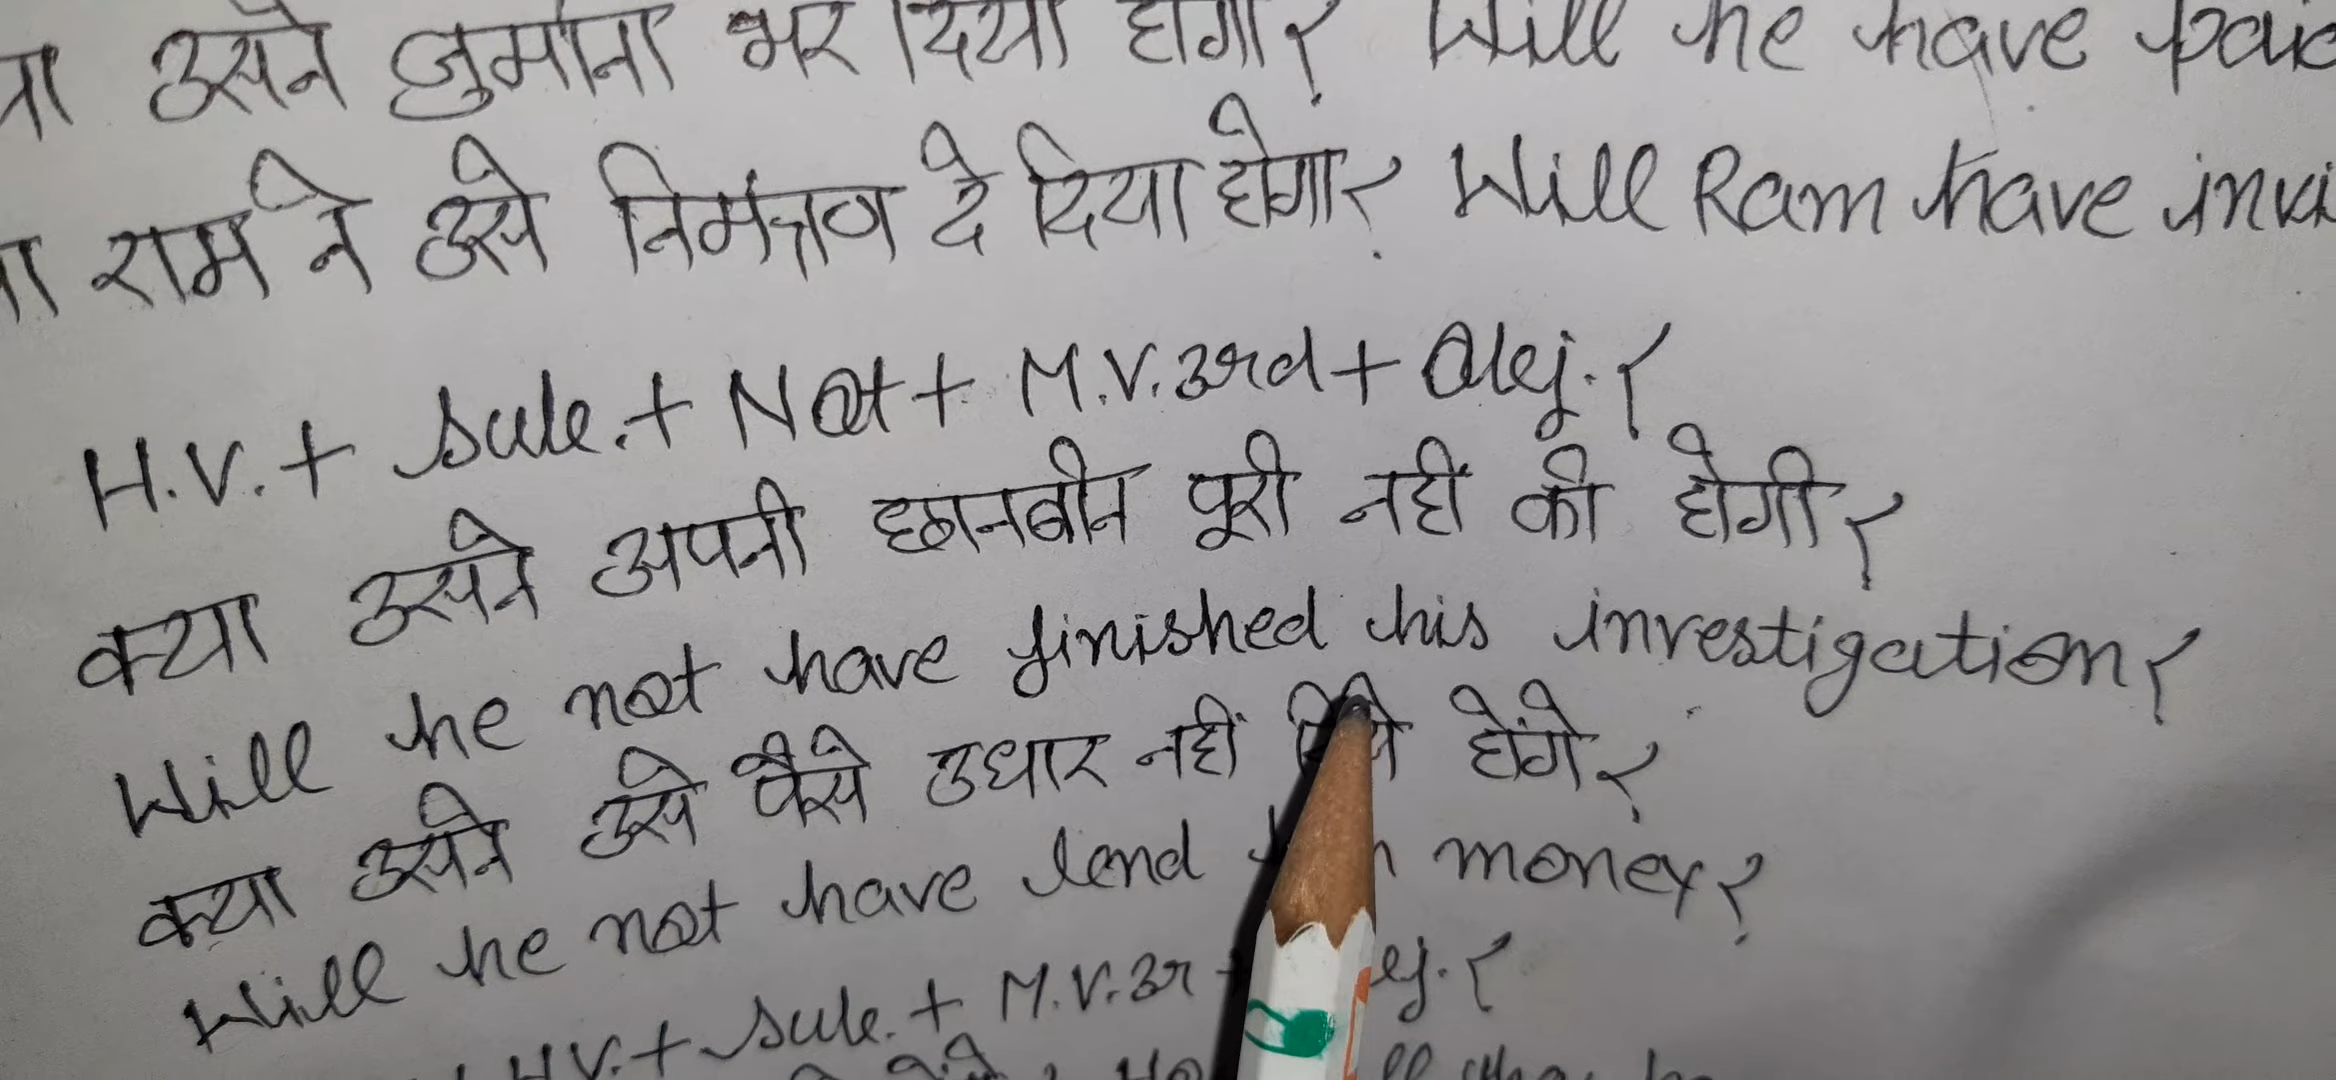 उसने जुर्माना भर दिया होगा? Will he have
राम ने उसे निमंत्रण दे दिया होगा? Will Ram have
H.V. + Sub. + Not + M.V.3rd + Obj.?
क्या उसने अपनी छानबीन पूरी नहीं की होगी?
Will he not have finished his investigation?
क्या उसने उसे पैसे उधार नहीं होंगे?
Will he not have lend money?
H.V. + Sub. + M.V.3r